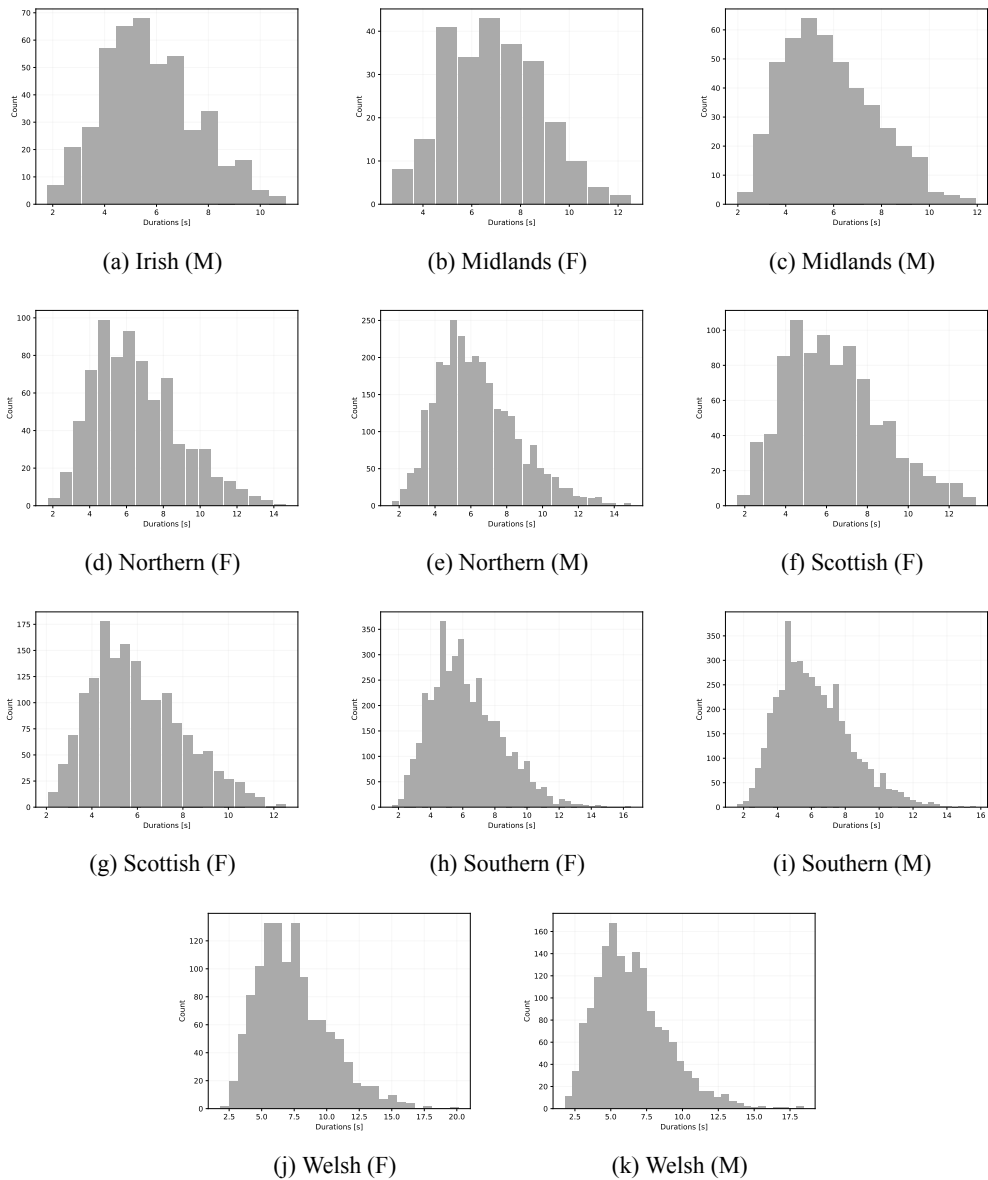 70
60
50
40
30
20
10
0
Count
2 4 6 8 10
Durations [s]
(a) Irish (M)
40
30
20
10
0
Count
4 6 8 10 12
Durations [s]
(b) Midlands (F)
60
50
40
30
20
10
0
Count
2 4 6 8 10 12
Durations [s]
(c) Midlands (M)
100
80
60
40
20
0
Count
2 4 6 8 10 12 14
Durations [s]
(d) Northern (F)
250
200
150
100
50
0
Count
2 4 6 8 10 12 14
Durations [s]
(e) Northern (M)
100
80
60
40
20
0
Count
2 4 6 8 10 12
Durations [s]
(f) Scottish (F)
175
150
125
100
75
50
25
0
Count
2 4 6 8 10 12
Durations [s]
(g) Scottish (F)
350
300
250
200
150
100
50
0
Count
2 4 6 8 10 12 14 16
Durations [s]
(h) Southern (F)
350
300
250
200
150
100
50
0
Count
2 4 6 8 10 12 14 16
Durations [s]
(i) Southern (M)
120
100
80
60
40
20
0
Count
2.5 5.0 7.5 10.0 12.5 15.0 17.5 20.0
Durations [s]
(j) Welsh (F)
160
140
120
100
80
60
40
20
0
Count
2.5 5.0 7.5 10.0 12.5 15.0 17.5
Durations [s]
(k) Welsh (M)